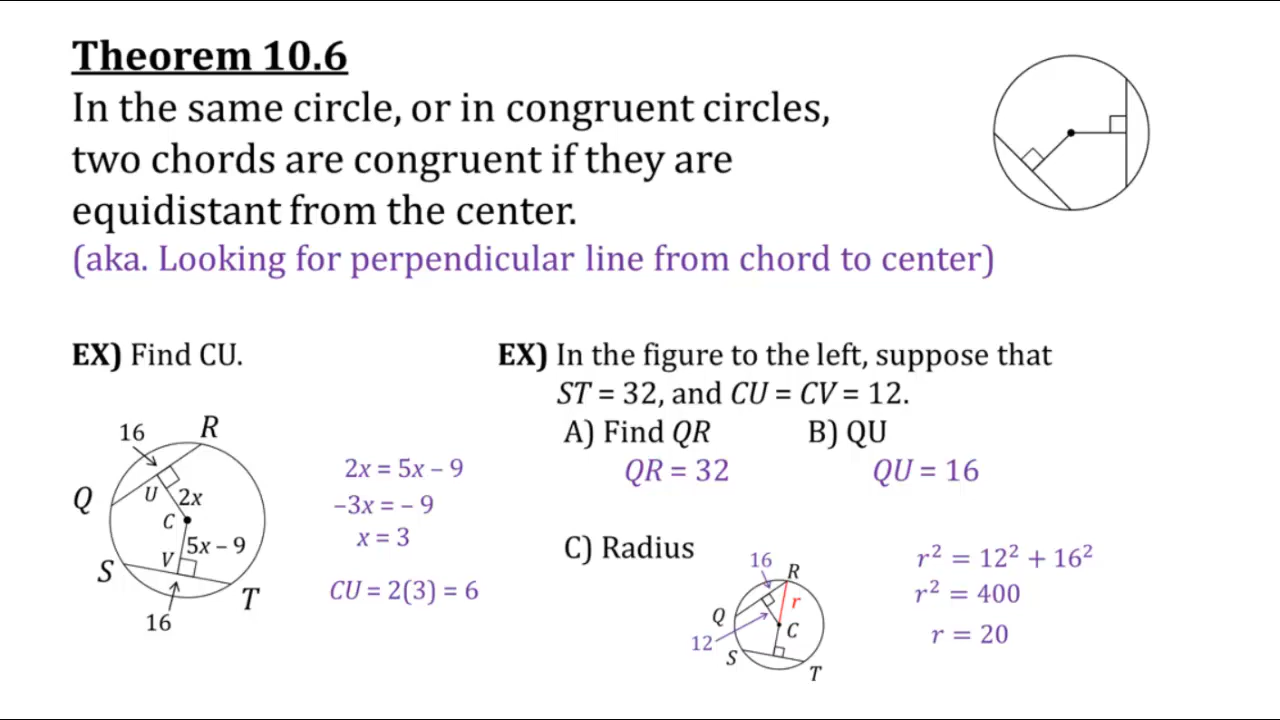 Theorem 10.6
In the same circle, or in congruent circles,
two chords are congruent if they are
equidistant from the center.
(aka. Looking for perpendicular line from chord to center)
EX) Find CU.
16
R
Q
U
2x
C
5x – 9
V
S
T
16
2x = 5x – 9
–3x = – 9
x = 3
CU = 2(3) = 6
EX) In the figure to the left, suppose that
ST = 32, and CU = CV = 12.
A) Find QR
B) QU
QR = 32
QU = 16
C) Radius
16
R
r
Q
C
12
S
T
r² = 12² + 16²
r² = 400
r = 20